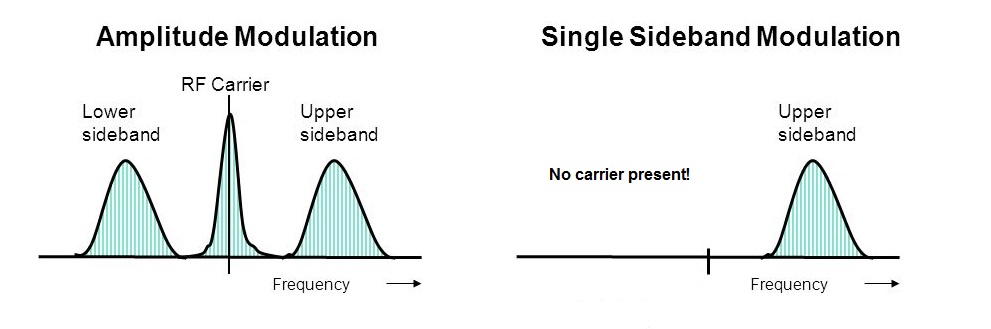 Amplitude Modulation
RF Carrier
Lower
sideband
Upper
sideband
Frequency
Single Sideband Modulation
Upper
sideband
No carrier present!
Frequency